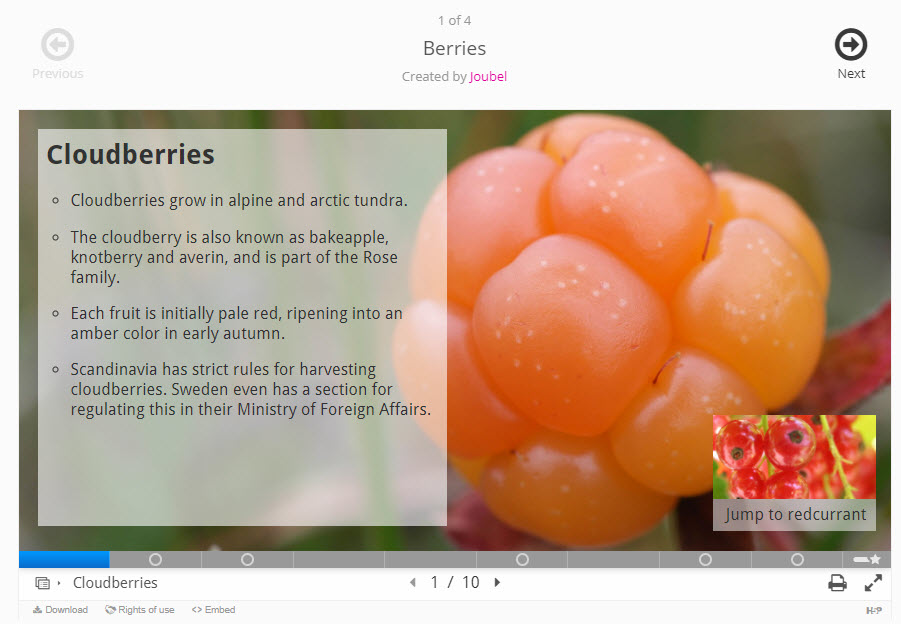 1 of 4
Previous
Berries
Next
Created by Joubel
Cloudberries
Cloudberries grow in alpine and arctic tundra.
The cloudberry is also known as bakeapple,
knotberry and averin, and is part of the Rose
family.
Each fruit is initially pale red, ripening into an
amber color in early autumn.
Scandinavia has strict rules for harvesting
cloudberries. Sweden even has a section for
regulating this in their Ministry of Foreign Affairs.
Jump to redcurrant
Cloudberries
1 / 10
Download Rights of use <> Embed
H5P